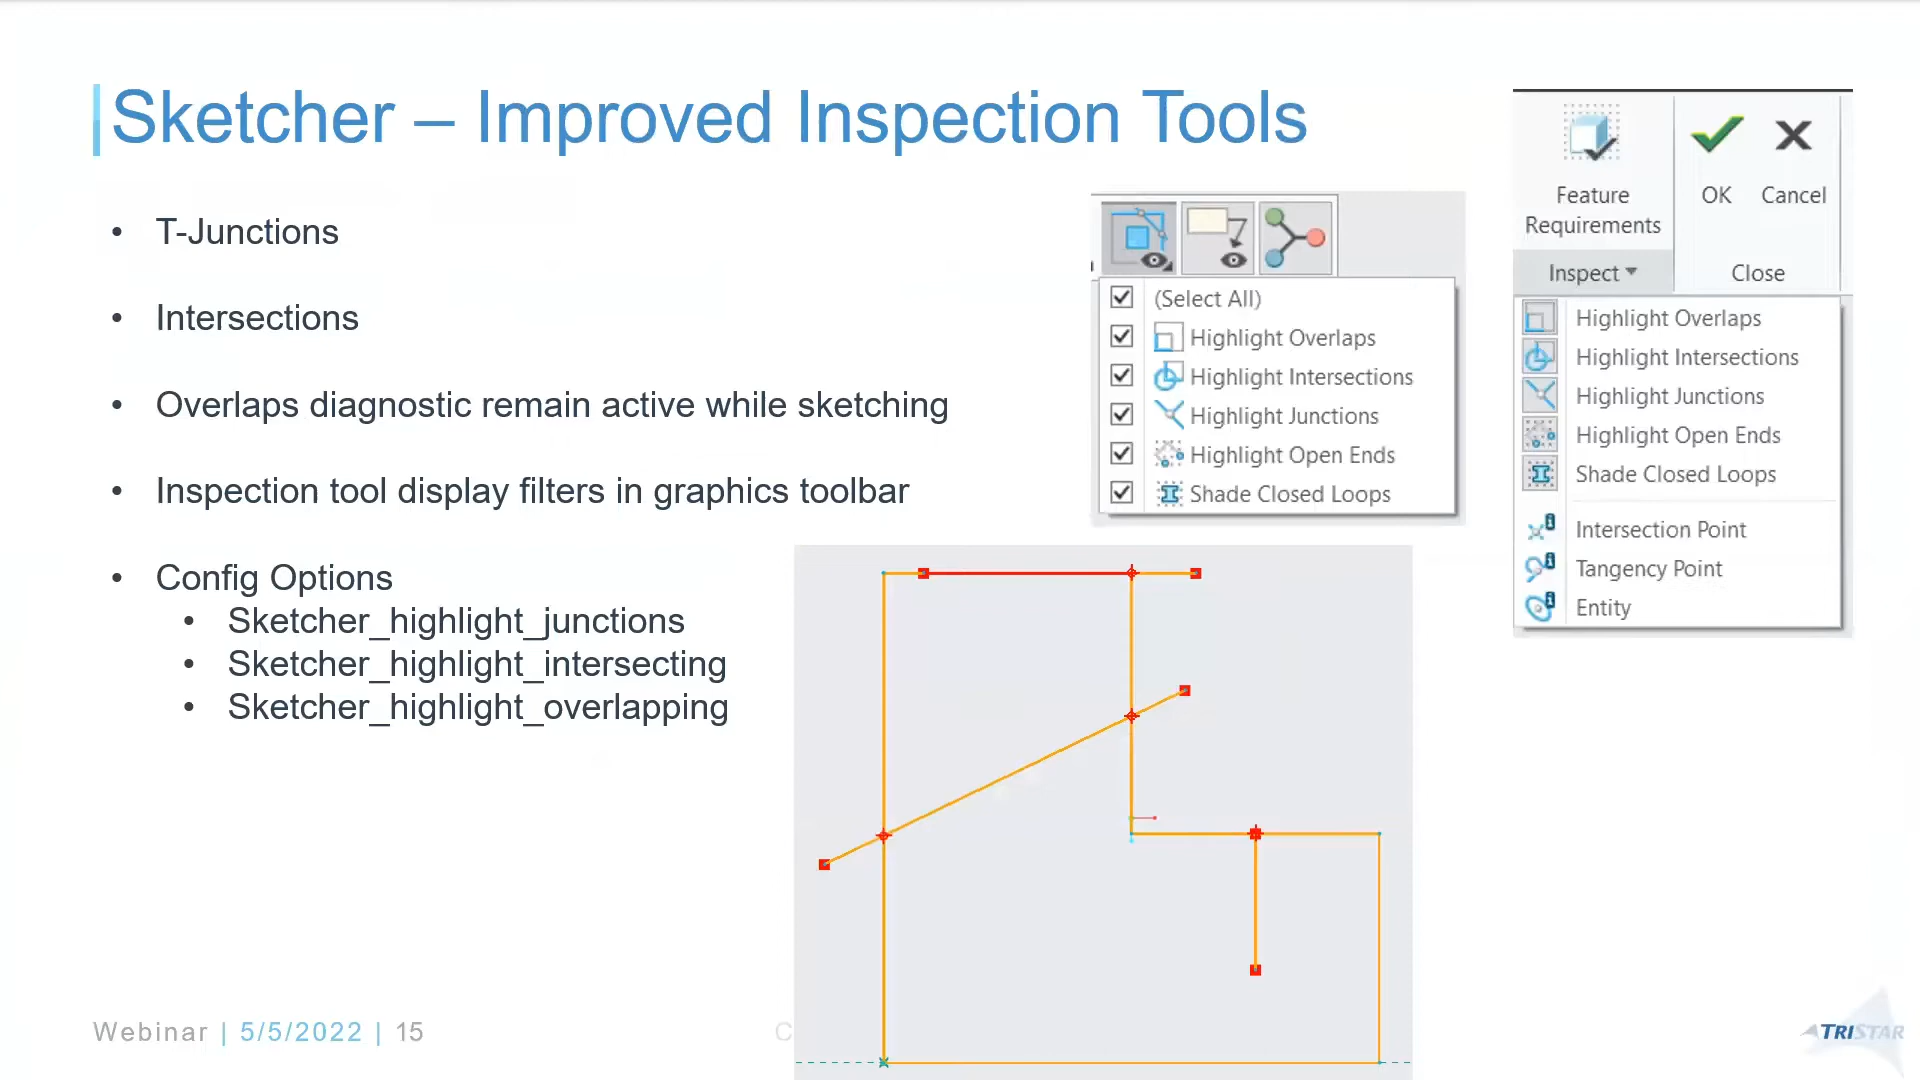 Sketcher – Improved Inspection Tools
• T-Junctions
• Intersections
• Overlaps diagnostic remain active while sketching
• Inspection tool display filters in graphics toolbar
• Config Options
• Sketcher_highlight_junctions
• Sketcher_highlight_intersecting
• Sketcher_highlight_overlapping
(Select All)
Highlight Overlaps
Highlight Intersections
Highlight Junctions
Highlight Open Ends
Shade Closed Loops
Feature
Requirements
OK
Cancel
Inspect
Close
Highlight Overlaps
Highlight Intersections
Highlight Junctions
Highlight Open Ends
Shade Closed Loops
Intersection Point
Tangency Point
Entity
Webinar | 5/5/2022 | 15
TRISTAR